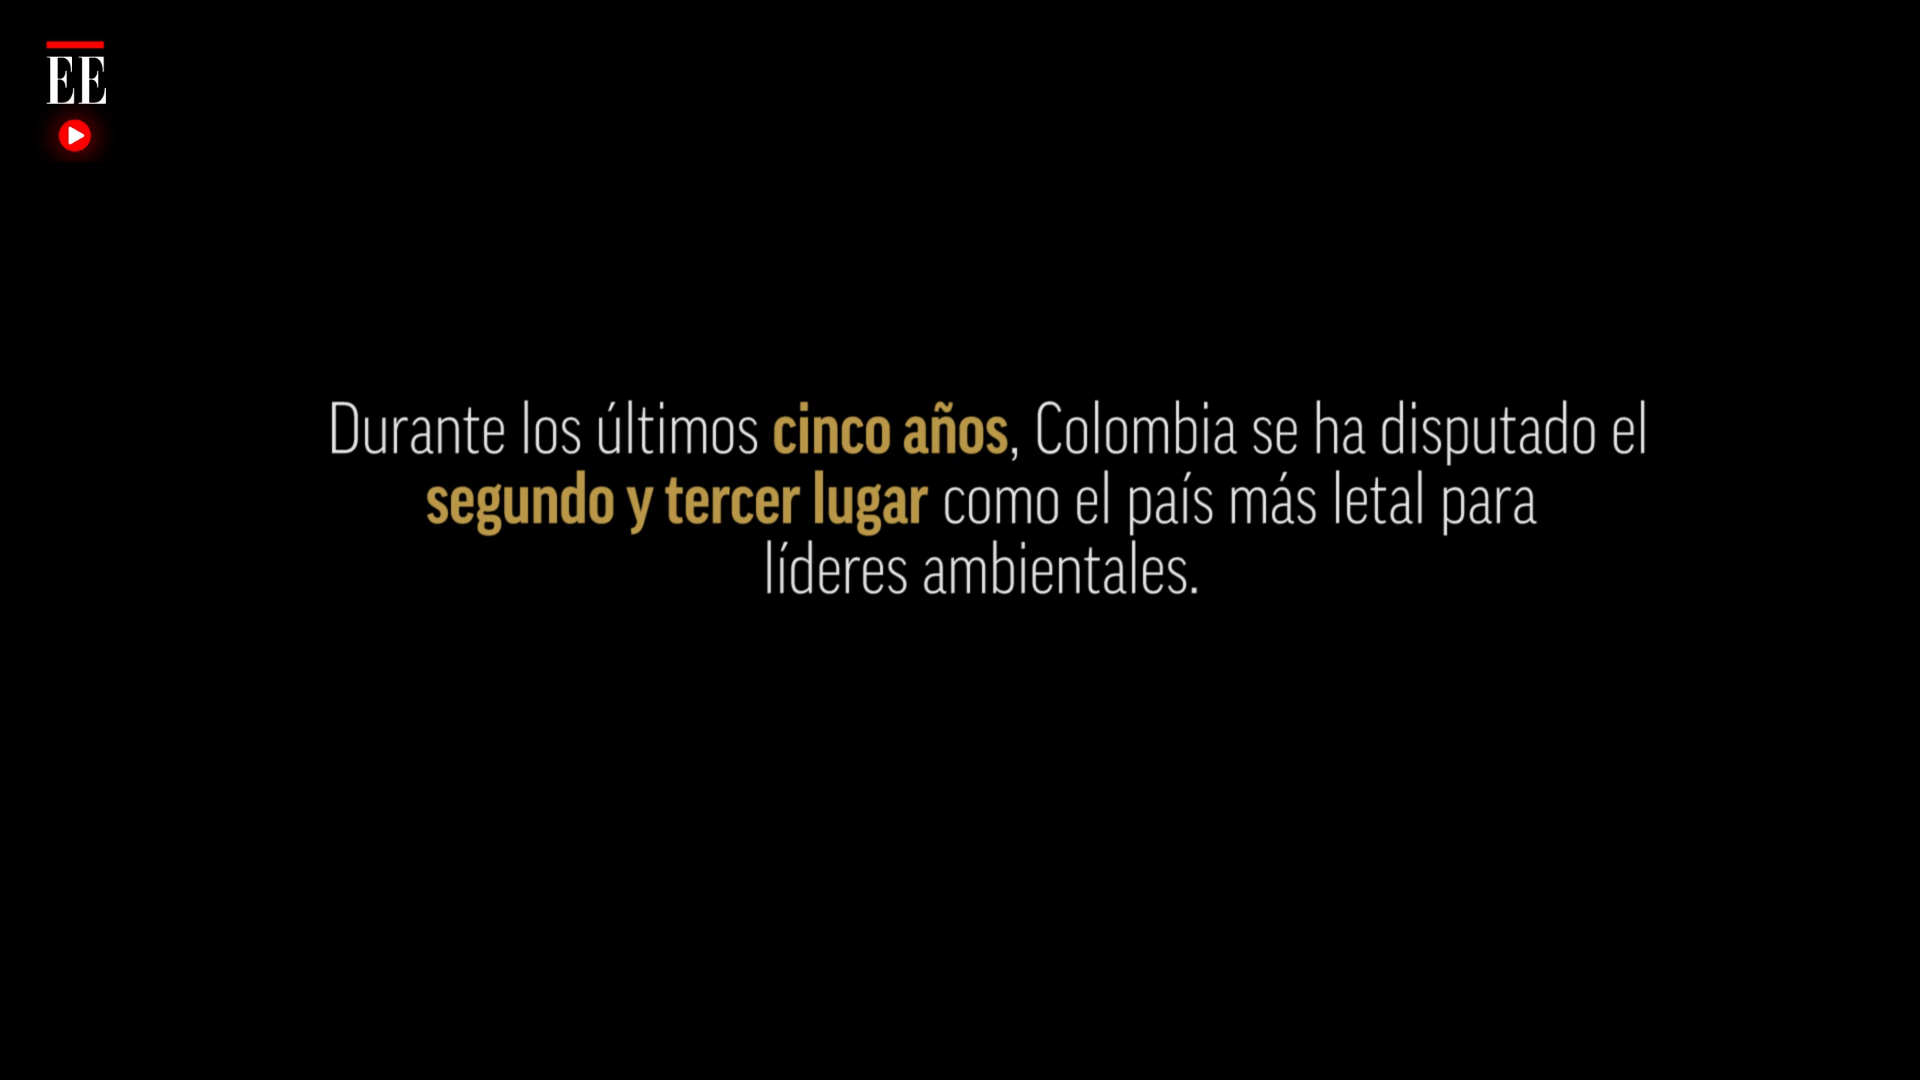 EE
Durante los últimos cinco años, Colombia se ha disputado el
segundo y tercer lugar como el país más letal para
líderes ambientales.